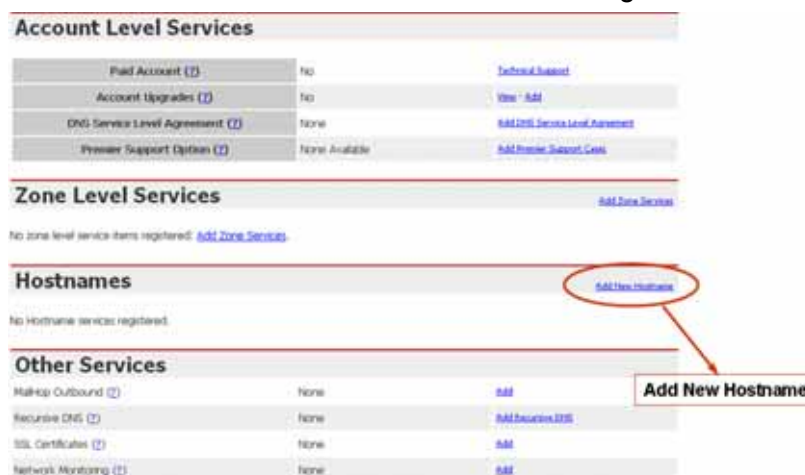 Account Level Services
Paid Account (?) No Technical Support
Account Upgrades (?) No View - Add
DNS Service Level Agreement (?) None Add DNS Service Level Agreement
Premier Support Option (?) None Available Add Premier Support Cases
Zone Level Services Add Zone Services
No zone level service items registered. Add Zone Services.
Hostnames Add New Hostname
No Hostname services registered.
Other Services
MailHop Outbound (?) None Add
Add New Hostname
Recursive DNS (?) None Add Recursive DNS
SSL Certificates (?) None Add
Network Monitoring (?) None Add